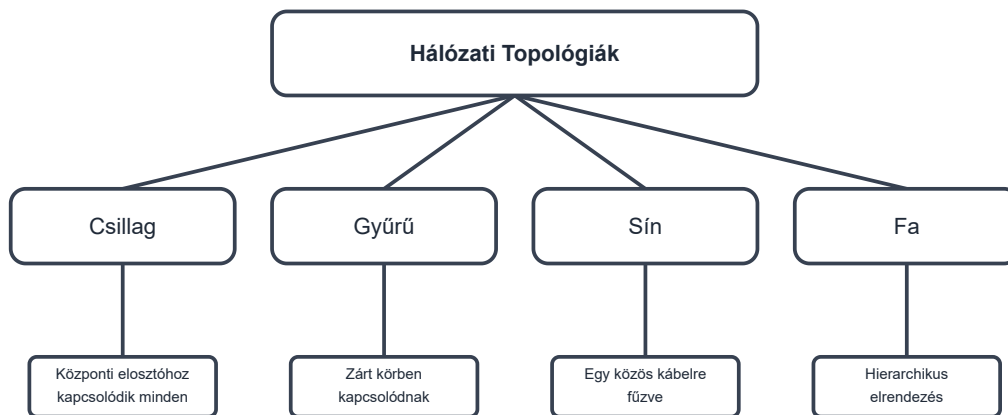 Hálózati Topológiák
Csillag
Gyűrű
Sín
Fa
Központi elosztóhoz
kapcsolódik minden
Zárt körben
kapcsolódnak
Egy közös kábelre
fűzve
Hierarchikus
elrendezés